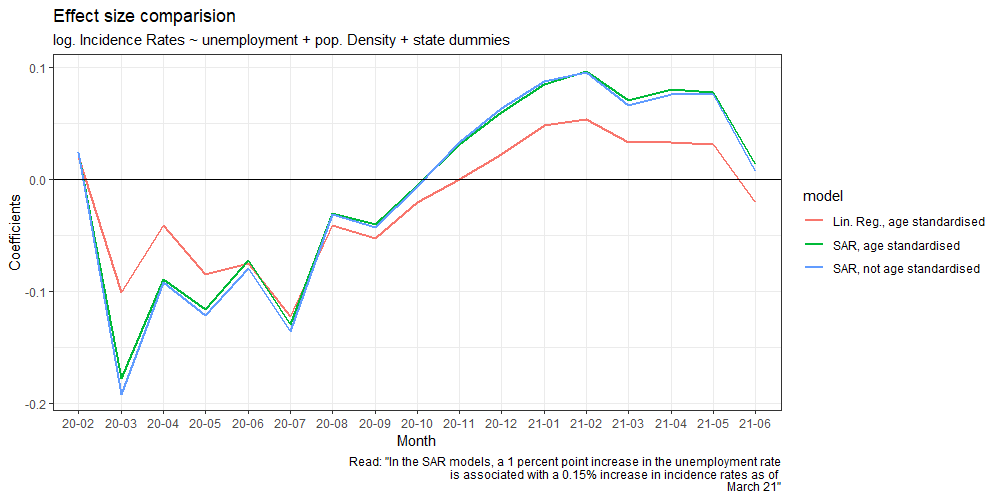 Effect size comparision
log. Incidence Rates ~ unemployment + pop. Density + state dummies
0.1
0.0
-0.1
-0.2
Coefficients
20-02 20-03 20-04 20-05 20-06 20-07 20-08 20-09 20-10 20-11 20-12 21-01 21-02 21-03 21-04 21-05 21-06
Month
model
Lin. Reg., age standardised
SAR, age standardised
SAR, not age standardised
Read: "In the SAR models, a 1 percent point increase in the unemployment rate
is associated with a 0.15% increase in incidence rates as of
March 21"